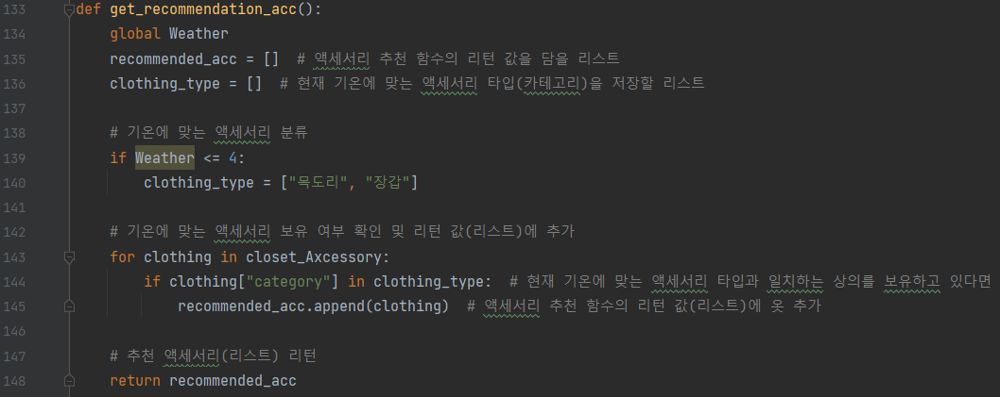 133 def get_recommendation_acc():
134 global Weather
135 recommended_acc = []  # 액세서리 추천 함수의 리턴 값을 담을 리스트
136 clothing_type = []  # 현재 기온에 맞는 액세서리 타입(카테고리)을 저장할 리스트
137
138 # 기온에 맞는 액세서리 분류
139 if Weather <= 4:
140 clothing_type = ["목도리", "장갑"]
141
142 # 기온에 맞는 액세서리 보유 여부 확인 및 리턴 값(리스트)에 추가
143 for clothing in closet_Axcessory:
144 if clothing["category"] in clothing_type:  # 현재 기온에 맞는 액세서리 타입과 일치하는 상의를 보유하고 있다면
145 recommended_acc.append(clothing)  # 액세서리 추천 함수의 리턴 값(리스트)에 옷 추가
146
147 # 추천 액세서리(리스트) 리턴
148 return recommended_acc